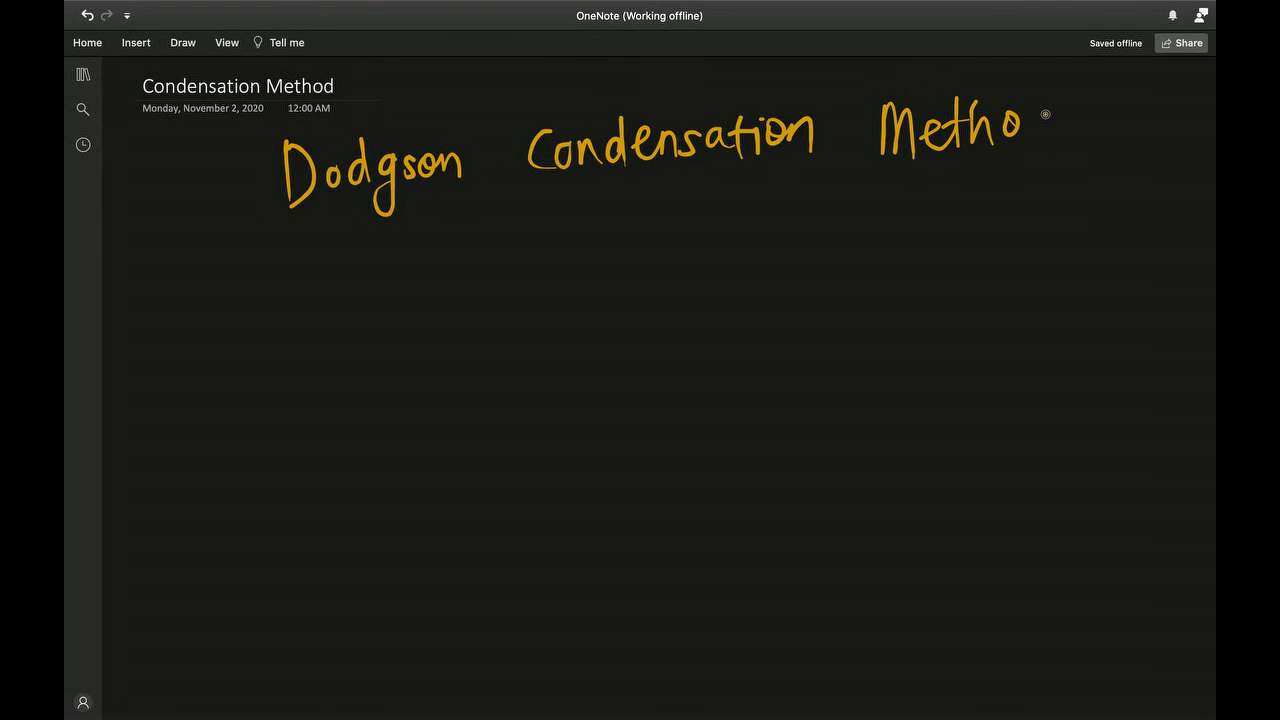 OneNote (Working offline)
Home Insert Draw View Tell me
Saved offline Share
Condensation Method
Monday, November 2, 2020 12:00 AM
Dodgson Condensation Metho